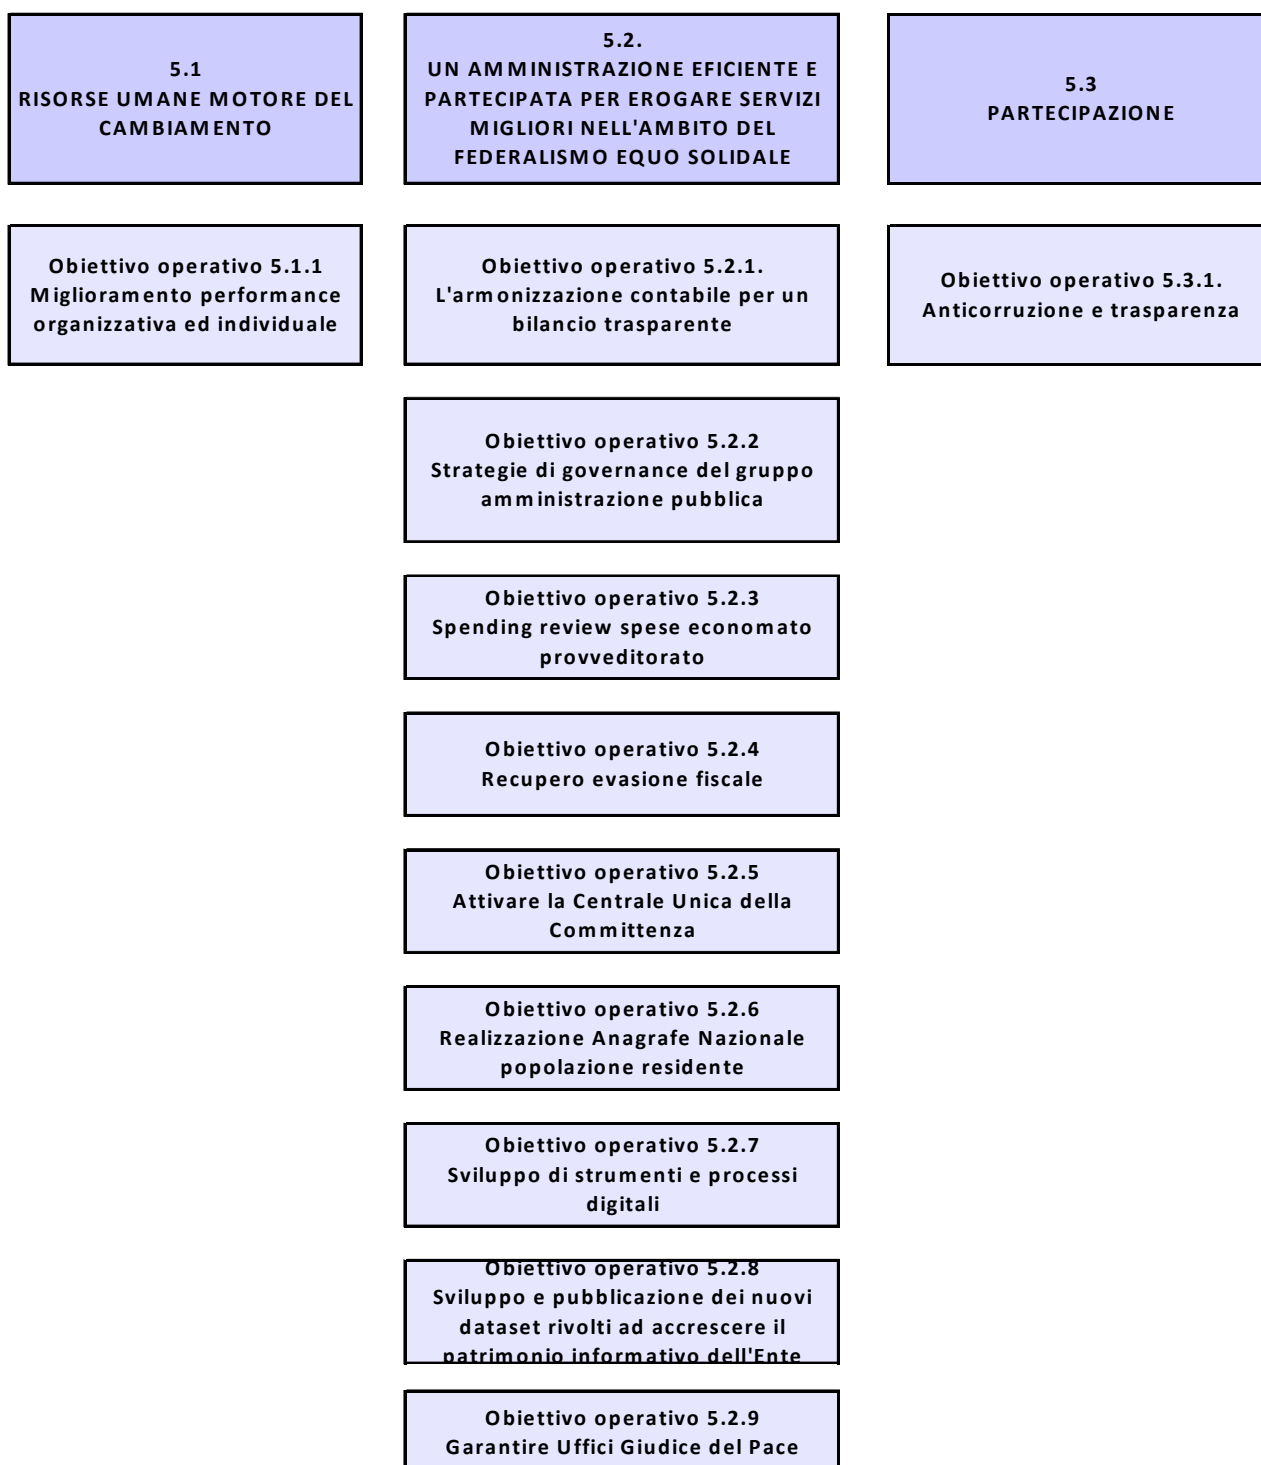 5.1
RISORSE UMANE MOTORE DEL
CAMBIAMENTO
5.2.
UN AMMINISTRAZIONE EFICIENTE E
PARTECIPATA PER EROGARE SERVIZI
MIGLIORI NELL'AMBITO DEL
FEDERALISMO EQUO SOLIDALE
5.3
PARTECIPAZIONE
Obiettivo operativo 5.1.1
Miglioramento performance
organizzativa ed individuale
Obiettivo operativo 5.2.1.
L'armonizzazione contabile per un
bilancio trasparente
Obiettivo operativo 5.3.1.
Anticorruzione e trasparenza
Obiettivo operativo 5.2.2
Strategie di governance del gruppo
amministrazione pubblica
Obiettivo operativo 5.2.3
Spending review spese economato
provveditorato
Obiettivo operativo 5.2.4
Recupero evasione fiscale
Obiettivo operativo 5.2.5
Attivare la Centrale Unica della
Committenza
Obiettivo operativo 5.2.6
Realizzazione Anagrafe Nazionale
popolazione residente
Obiettivo operativo 5.2.7
Sviluppo di strumenti e processi
digitali
Obiettivo operativo 5.2.8
Sviluppo e pubblicazione dei nuovi
dataset rivolti ad accrescere il
patrimonio informativo dell'Ente
Obiettivo operativo 5.2.9
Garantire Uffici Giudice del Pace